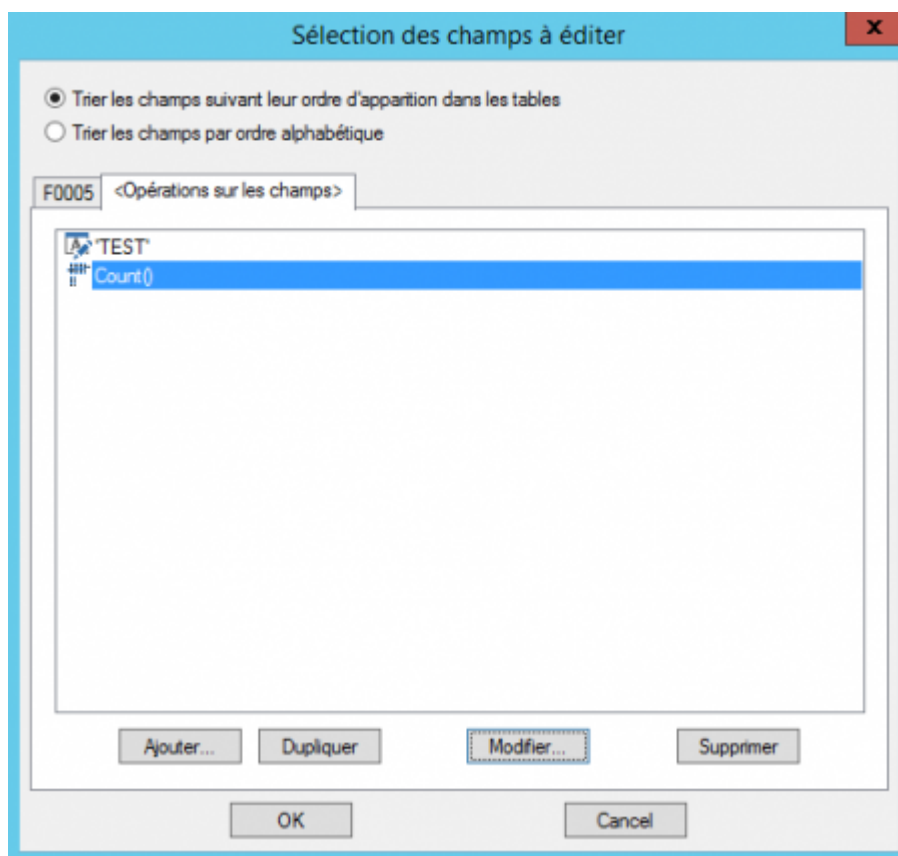 Sélection des champs à éditer
x
Trier les champs suivant leur ordre d'apparition dans les tables
Trier les champs par ordre alphabétique
F0005 <Opérations sur les champs>
'TEST'
Count()
Ajouter... Dupliquer Modifier... Supprimer
OK Cancel